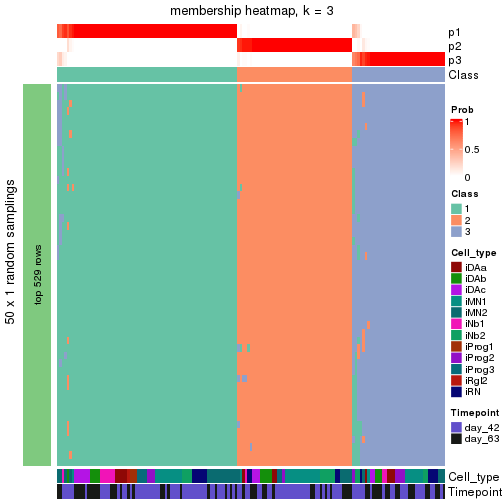 membership heatmap, k = 3
p1
p2
p3
Class
50 x 1 random samplings
top 529 rows
Prob
1
0.5
0
Class
1
2
3
Cell_type
iDAa
iDAb
iDAc
iMN1
iMN2
iNb1
iNb2
iProg1
iProg2
iProg3
iRgl2
iRN
Timepoint
day_42
day_63
Cell_type
Timepoint